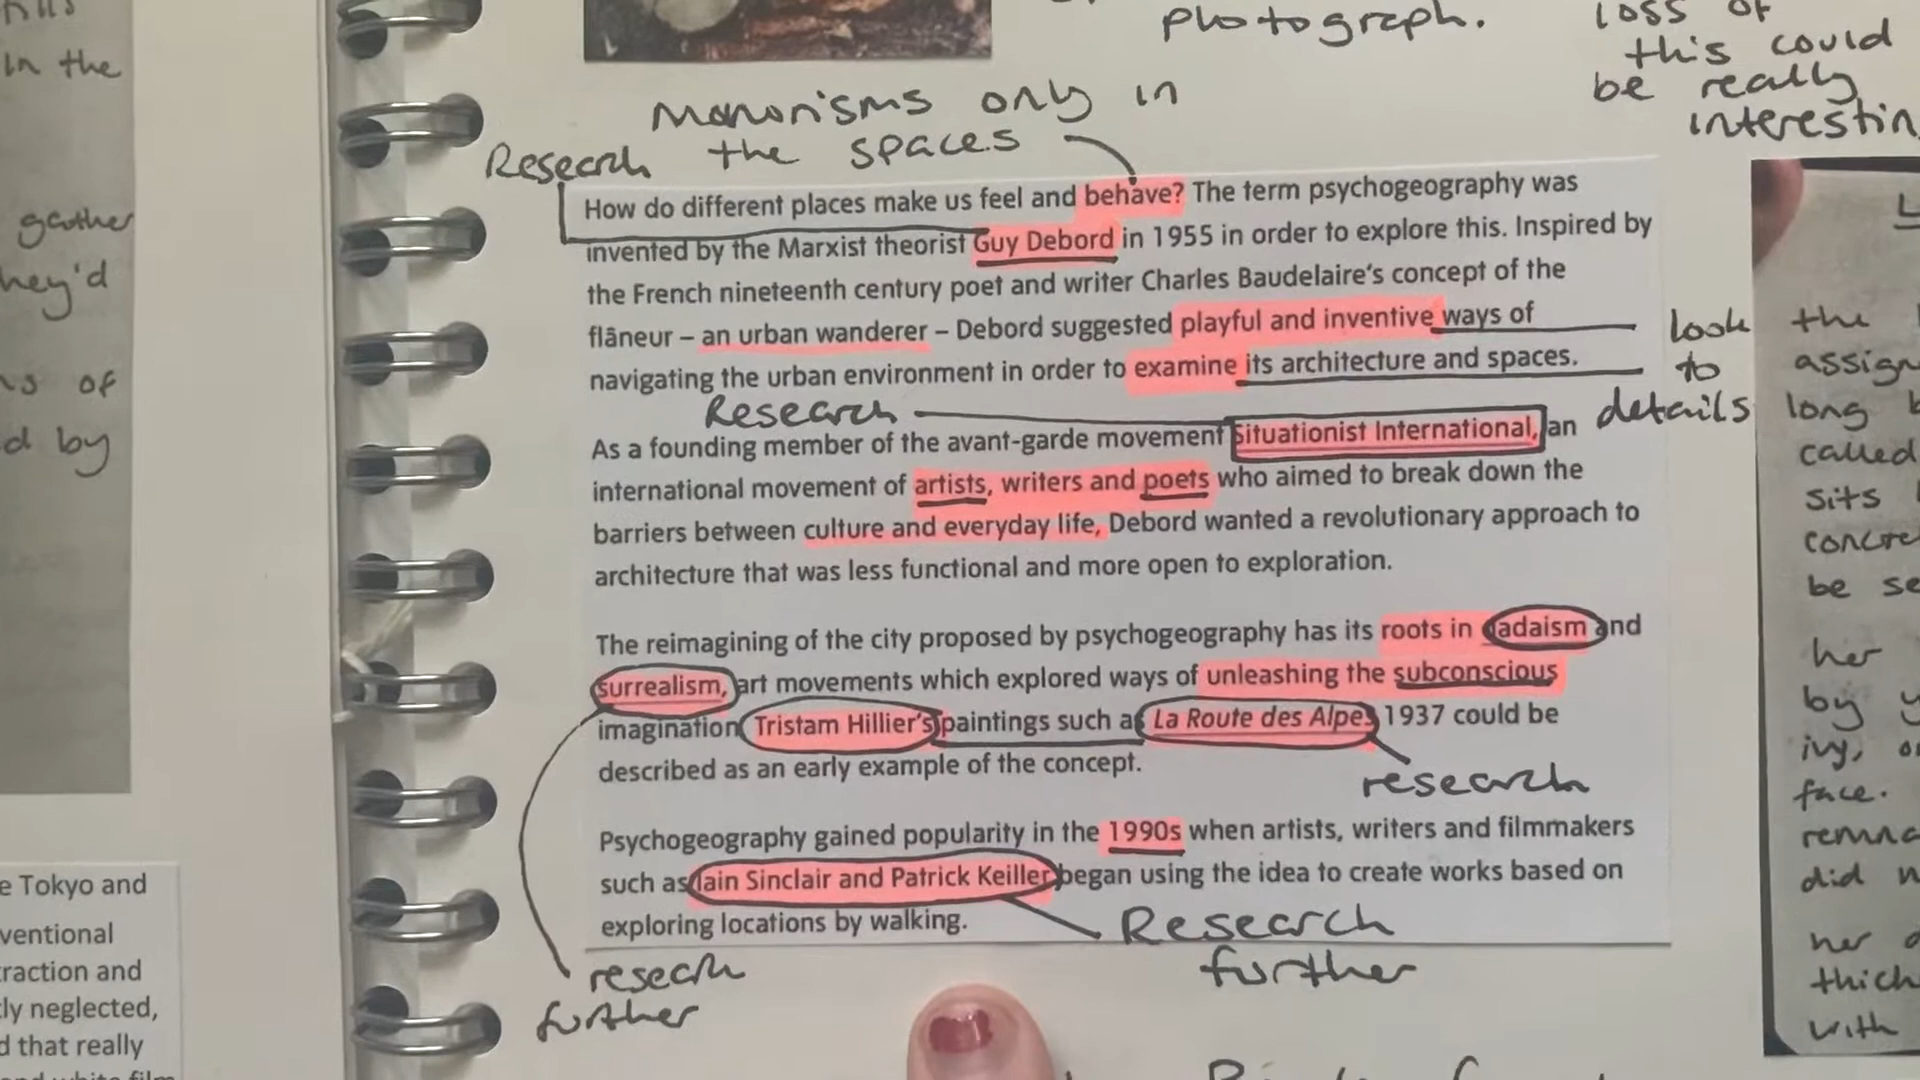 in the
gather
hey'd
of
d by
e Tokyo and
ventional
raction and
ly neglected,
d that really
photograph.
loss of
this could
be really
interestin
Manorisms only in
the spaces
Research
How do different places make us feel and behave? The term psychogeography was
invented by the Marxist theorist Guy Debord in 1955 in order to explore this. Inspired by
the French nineteenth century poet and writer Charles Baudelaire's concept of the
flâneur – an urban wanderer – Debord suggested playful and inventive ways of
navigating the urban environment in order to examine its architecture and spaces.
look
to
details
Research
As a founding member of the avant-garde movement Situationist International, an
international movement of artists, writers and poets who aimed to break down the
barriers between culture and everyday life, Debord wanted a revolutionary approach to
architecture that was less functional and more open to exploration.
The reimagining of the city proposed by psychogeography has its roots in dadaism and
surrealism, art movements which explored ways of unleashing the subconscious
imagination Tristam Hillier's paintings such as La Route des Alpes 1937 could be
described as an early example of the concept.
research
Psychogeography gained popularity in the 1990s when artists, writers and filmmakers
such as Iain Sinclair and Patrick Keiller began using the idea to create works based on
exploring locations by walking.
Research
further
reseach
further
the
assign
long b
called
sits
concre
be se
her
by y
ivy, or
face.
remna
did n
her
thick
with